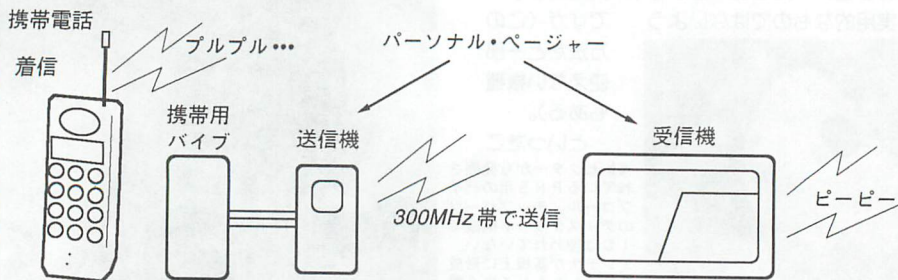 携帯電話
着信
プルプル•••
パーソナル・ページャー
携帯用
バイブ
送信機
受信機
300MHz帯で送信
ピーピー